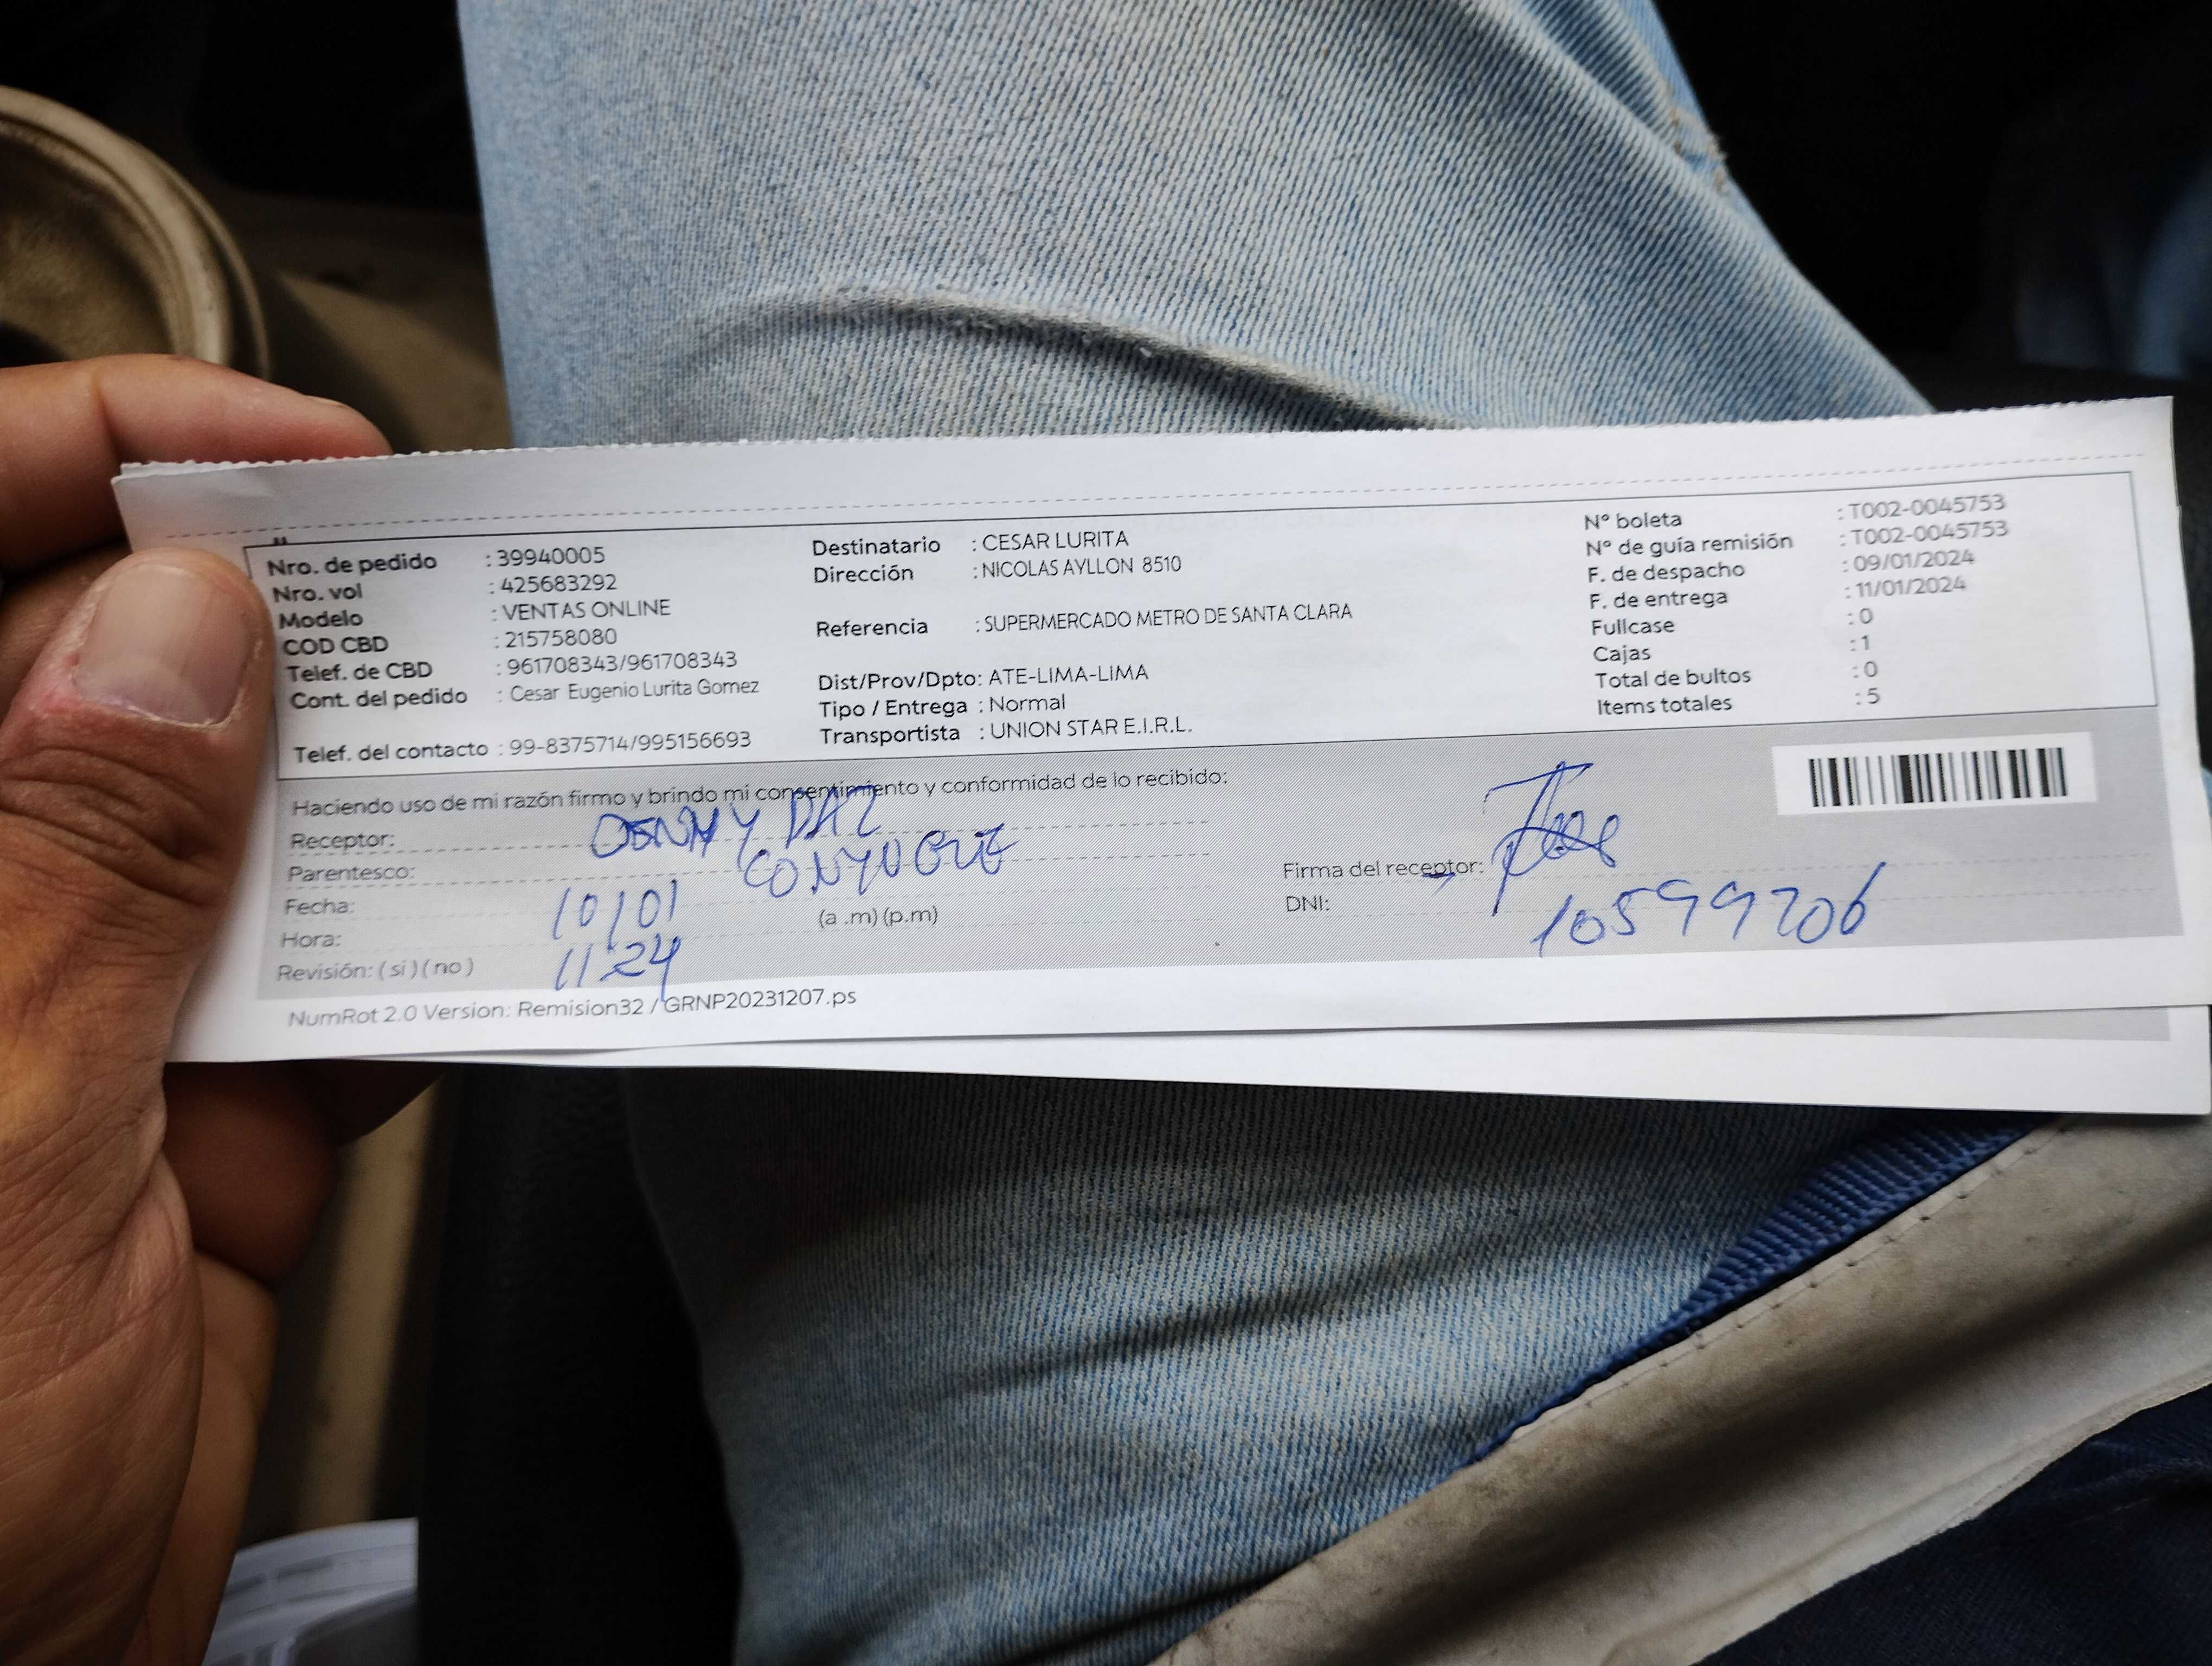 Nro. de pedido : 39940005
Nro. vol : 425683292
Modelo : VENTAS ONLINE
COD CBD : 215758080
Telef. de CBD : 961708343/961708343
Cont. del pedido : Cesar Eugenio Lurita Gomez
Telef. del contacto : 99-8375714/995156693
Destinatario : CESAR LURITA
Dirección : NICOLAS AYLLON 8510
Referencia : SUPERMERCADO METRO DE SANTA CLARA
Dist/Prov/Dpto: ATE-LIMA-LIMA
Tipo / Entrega : Normal
Transportista : UNION STAR E.I.R.L.
N° boleta : T002-0045753
N° de guía remisión : T002-0045753
F. de despacho : 09/01/2024
F. de entrega : 11/01/2024
Fullcase : 0
Cajas : 1
Total de bultos : 0
Items totales : 5
Haciendo uso de mi razón firmo y brindo mi consentimiento y conformidad de lo recibido:
Receptor:
Parentesco: CONYUGUE
Fecha: 10/01
Hora: 11:24 (a .m) (p.m)
Revisión: ( si ) ( no )
Firma del receptor:
DNI: 10599206
NumRot 2.0 Version: Remision32 / GRNP20231207.ps